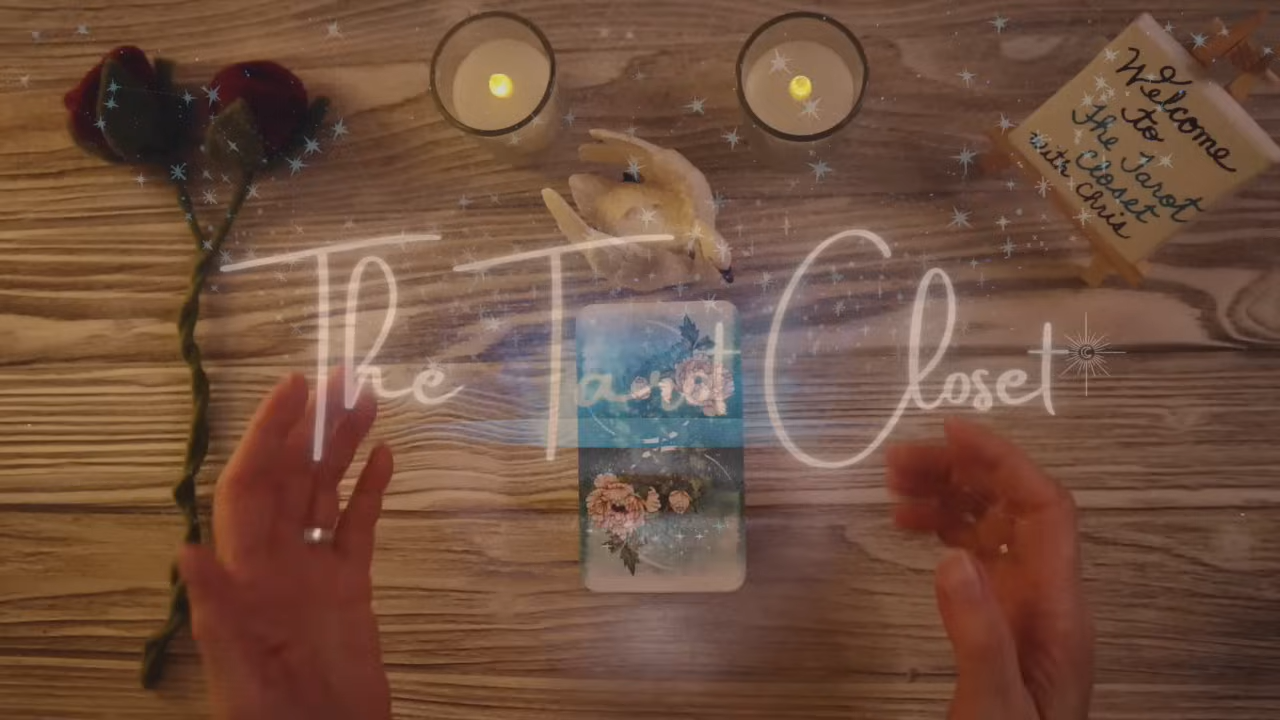 Welcome
to
The Tarot
Closet
with Chris
The Tarot Closet